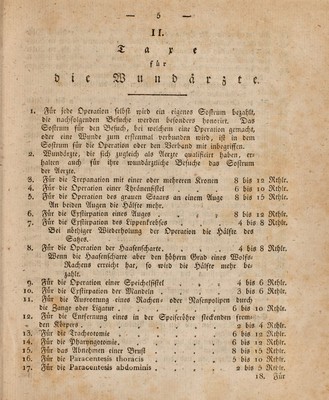 — 5 —
II.
Taxe
für
die Wundärzte.
1. Für jede Operation selbst wird ein eigenes Sostrum bezahlt,
die nachfolgenden Besuche werden besonders honorirt. Das
Sostrum für den Besuch, bei welchem eine Operation gemacht,
oder eine Wunde zum erstenmal verbunden wird, ist in dem
Sostrum für die Operation oder den Verband mit inbegriffen.
2. Wundärzte, die sich zugleich als Aerzte qualificirt haben, er-
halten auch für ihre wundärztliche Besuche das Sostrum
der Aerzte.
3. Für die Trepanation mit einer oder mehreren Kronen 8 bis 12 Rthlr.
4. Für die Operation einer Thränenfistel 6 bis 10 Rthlr.
5. Für die Operation des grauen Staars an einem Auge 8 bis 15 Rthlr.
An beiden Augen die Hälfte mehr.
6. Für die Exstirpation eines Auges 8 bis 12 Rthlr.
7. Für die Exstirpation des Lippenkrebses 4 bis 8 Rthlr.
Bei nöthiger Wiederholung der Operation die Hälfte des
Satzes.
8. Für die Operation der Haasenscharte 4 bis 8 Rthlr.
Wenn die Haasenscharte aber den höhern Grad eines Wolfs-
Rachens erreicht hat, so wird die Hälfte mehr be-
zahlt.
9. Für die Operation einer Speichelfistel 4 bis 6 Rthlr.
10. Für die Exstirpation der Mandeln 3 bis 6 Rthlr.
11. Für die Ausrottung eines Rachen- oder Nasenpolypen durch
die Zange oder Ligatur 6 bis 10 Rthlr.
12. Für die Entfernung eines in der Speiseröhre steckenden frem-
den Körpers 2 bis 4 Rthlr.
13. Für die Tracheotomie 6 bis 12 Rthlr.
14. Für die Pharyngotomie 6 bis 12 Rthlr.
15. Für das Abnehmen einer Brust 8 bis 15 Rthlr.
16. Für die Paracentesis thoracis 5 bis 10 Rthlr.
17. Für die Paracentesis abdominis 2 bis 5 Rthlr.
18. Für